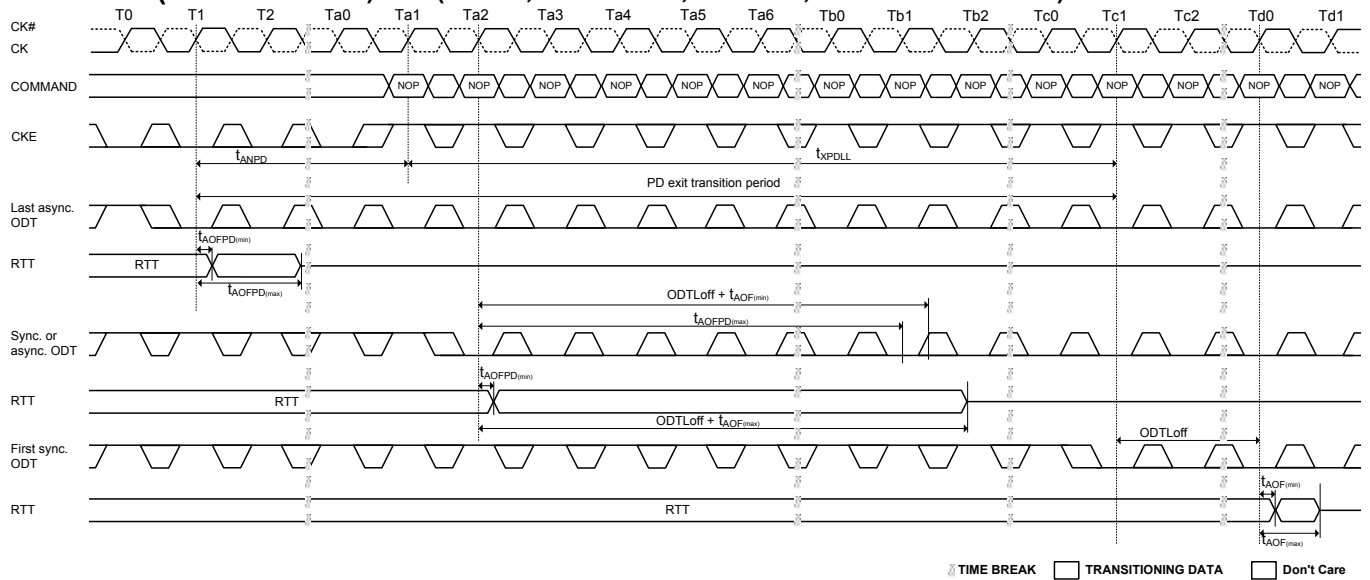 T0 T1 T2 Ta0 Ta1 Ta2 Ta3 Ta4 Ta5 Ta6 Tb0 Tb1 Tb2 Tc0 Tc1 Tc2 Td0 Td1
CK#
CK
COMMAND NOP NOP NOP NOP NOP NOP NOP NOP NOP NOP NOP NOP NOP NOP
CKE
tANPD tXPDLL
PD exit transition period
Last async.
ODT
tAOFPD(min)
RTT RTT
tAOFPD(max)
ODTLoff + tAOF(min)
tAOFPD(max)
Sync. or
async. ODT
tAOFPD(min)
RTT RTT
ODTLoff + tAOF(max)
First sync.
ODT
ODTLoff
tAOF(min)
RTT RTT
tAOF(max)
TIME BREAK TRANSITIONING DATA Don't Care